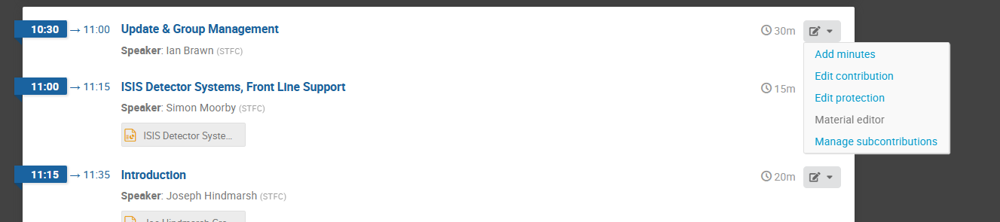 10:30 → 11:00 Update & Group Management 30m
Speaker: Ian Brawn (STFC)
Add minutes
Edit contribution
11:00 → 11:15 ISIS Detector Systems, Front Line Support 15m
Edit protection
Speaker: Simon Moorby (STFC)
Material editor
ISIS Detector Syste...
Manage subcontributions
11:15 → 11:35 Introduction 20m
Speaker: Joseph Hindmarsh (STFC)